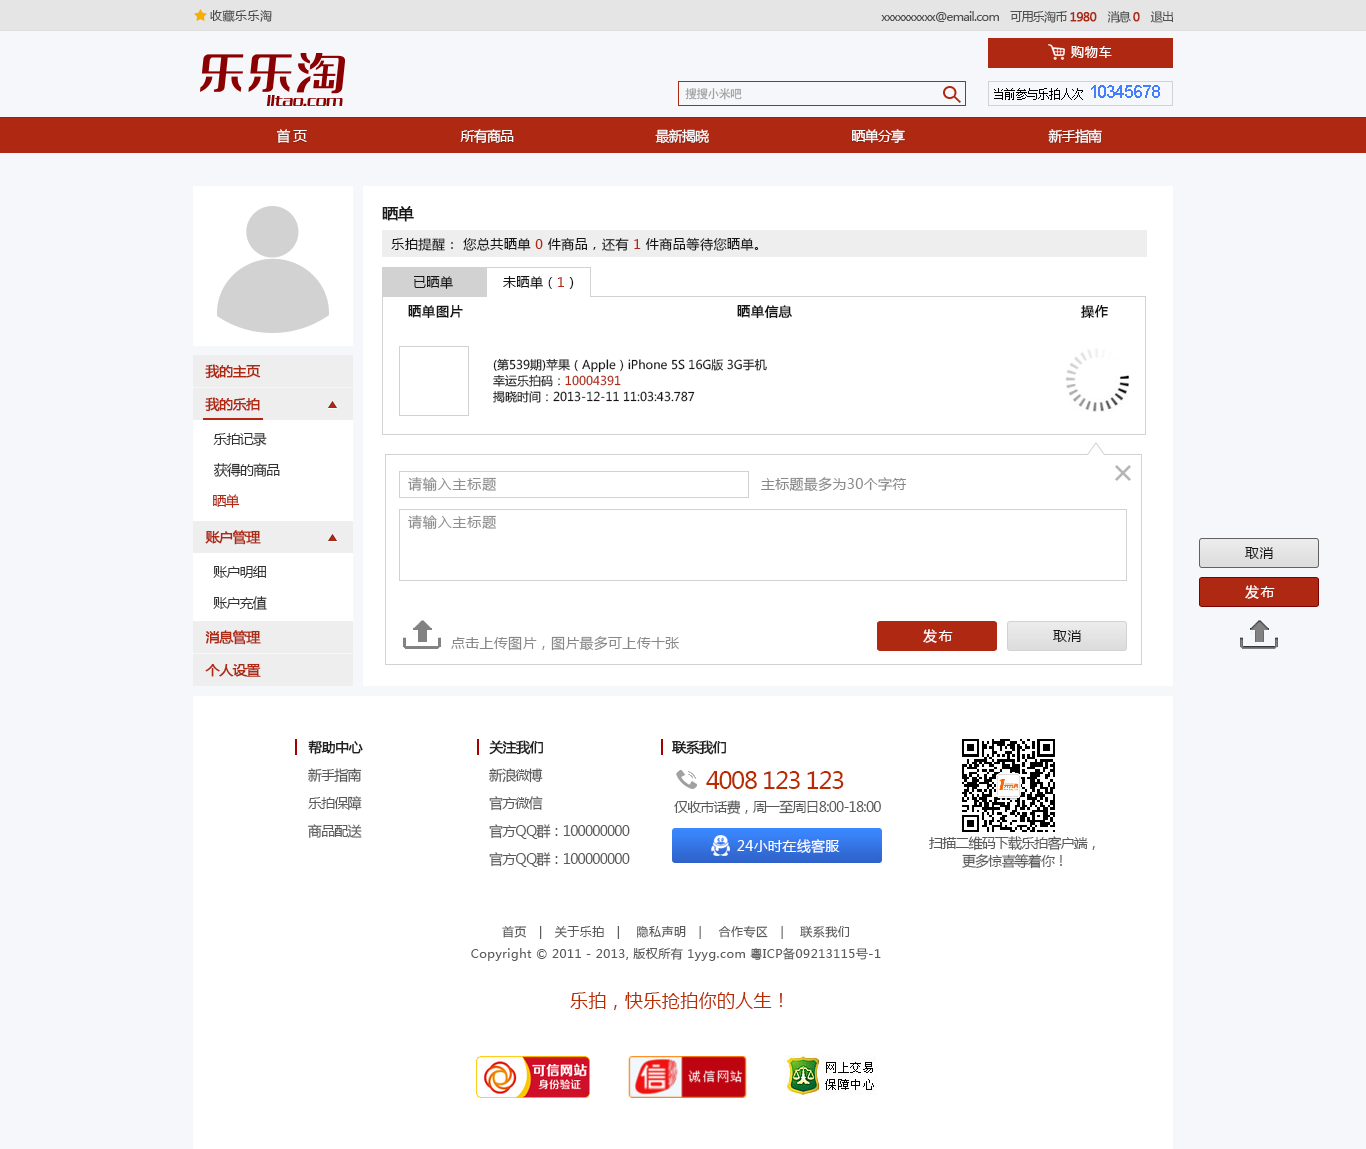 收藏乐乐淘
xxxxxxxxxx@email.com 可用乐淘币 1980 消息 0 退出
乐乐淘
lltao.com
购物车
搜搜小米吧
当前参与乐拍人次 10345678
首 页 所有商品 最新揭晓 晒单分享 新手指南
晒单
乐拍提醒： 您总共晒单 0 件商品，还有 1 件商品等待您晒单。
已晒单 未晒单（1）
晒单图片 晒单信息 操作
(第539期)苹果（Apple）iPhone 5S 16G版 3G手机
幸运乐拍码：10004391
揭晓时间：2013-12-11 11:03:43.787
我的主页
我的乐拍
乐拍记录
获得的商品
晒单
账户管理
账户明细
账户充值
消息管理
个人设置
请输入主标题 主标题最多为30个字符
请输入主标题
点击上传图片，图片最多可上传十张
发布 取消
取消
发布
帮助中心
新手指南
乐拍保障
商品配送
关注我们
新浪微博
官方微信
官方QQ群：100000000
官方QQ群：100000000
联系我们
4008 123 123
仅收市话费，周一至周日8:00-18:00
24小时在线客服
扫描二维码下载乐拍客户端，
更多惊喜等着你！
首页 | 关于乐拍 | 隐私声明 | 合作专区 | 联系我们
Copyright © 2011 - 2013, 版权所有 1yyg.com 粤ICP备09213115号-1
乐拍，快乐抢拍你的人生！
可信网站
身份验证
信 诚信网站
网上交易
保障中心